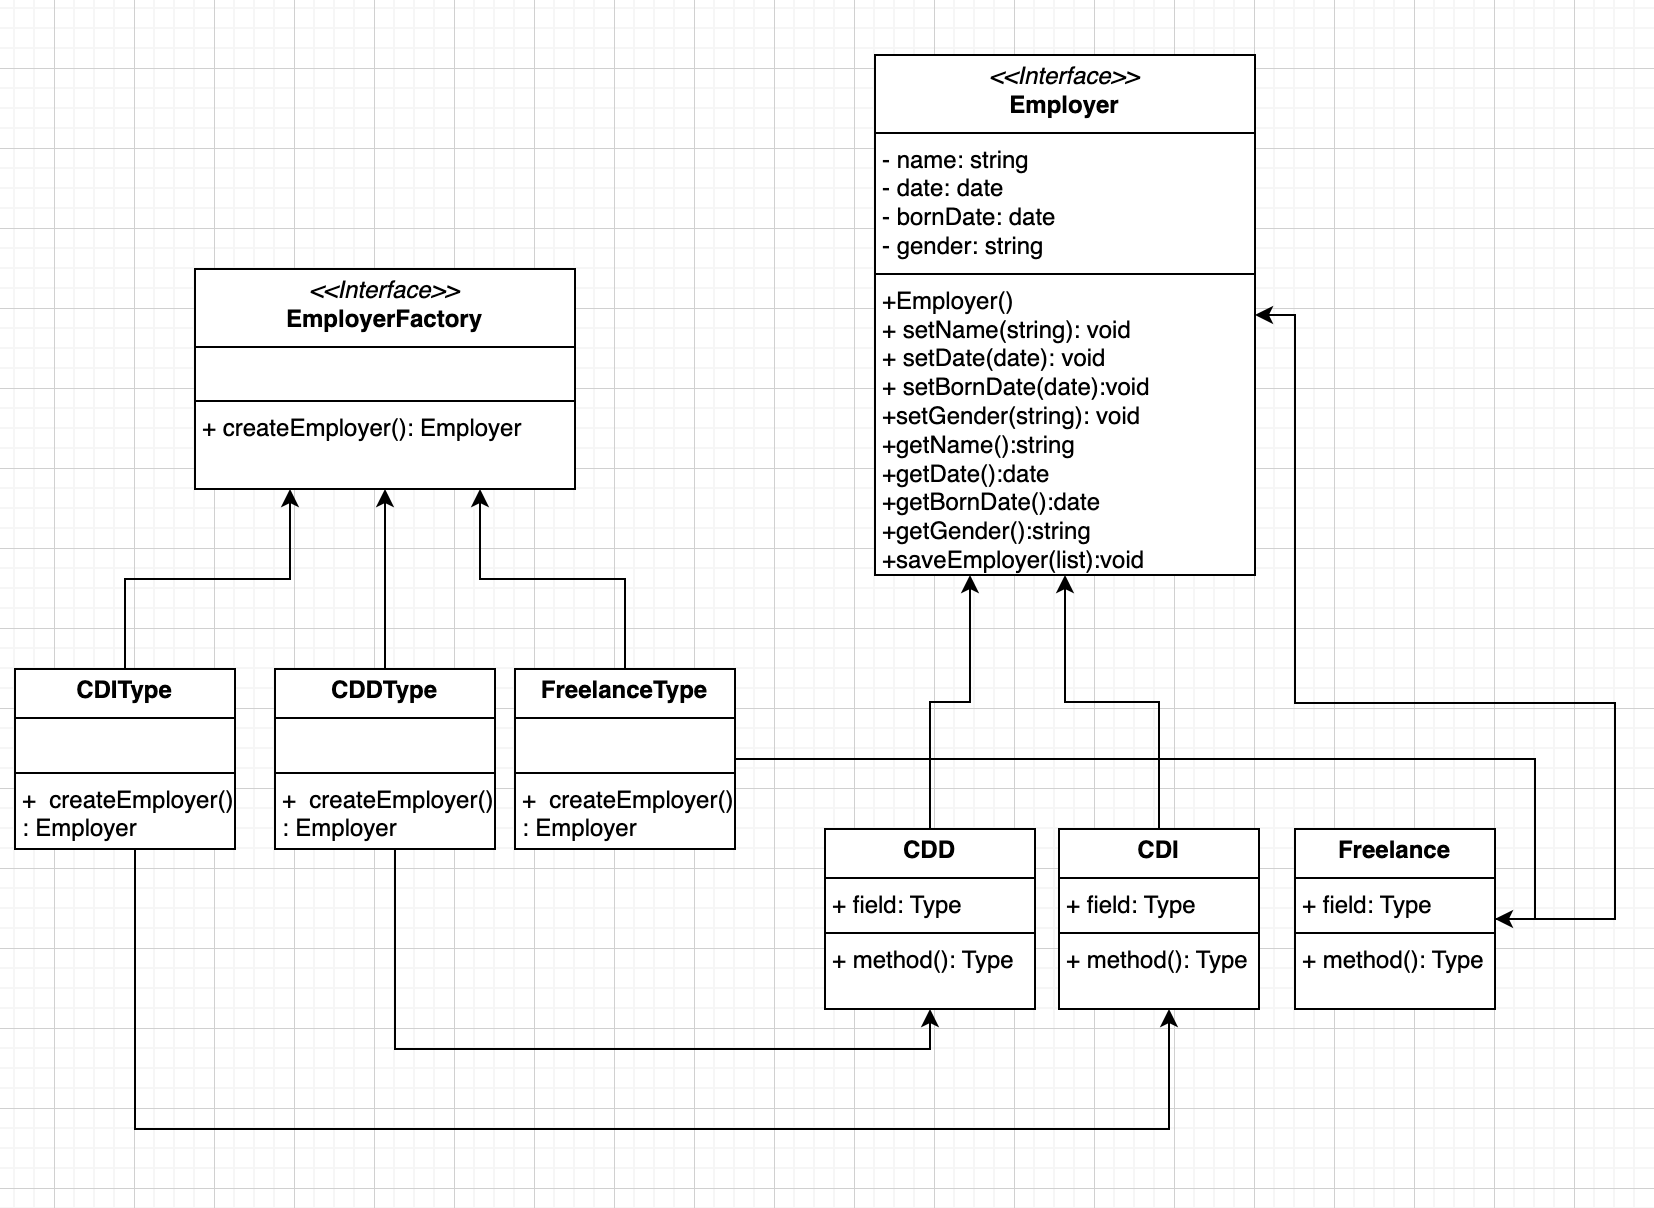 <<Interface>>
Employer
- name: string
- date: date
- bornDate: date
- gender: string
+Employer()
+ setName(string): void
+ setDate(date): void
+ setBornDate(date):void
+setGender(string): void
+getName():string
+getDate():date
+getBornDate():date
+getGender():string
+saveEmployer(list):void
<<Interface>>
EmployerFactory
+ createEmployer(): Employer
CDIType
+  createEmployer()
: Employer
CDDType
+  createEmployer()
: Employer
FreelanceType
+  createEmployer()
: Employer
CDD
+ field: Type
+ method(): Type
CDI
+ field: Type
+ method(): Type
Freelance
+ field: Type
+ method(): Type